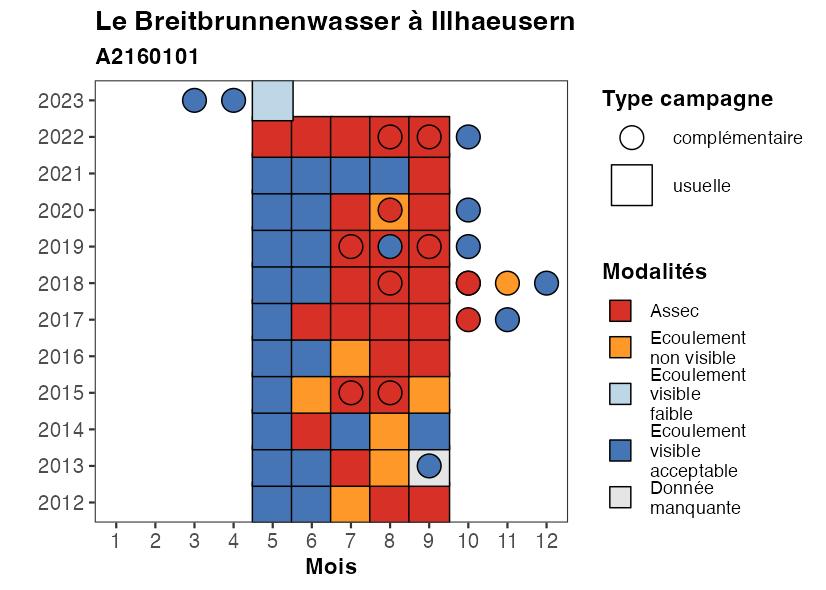 Le Breitbrunnenwasser à Illhaeusern
A2160101
2023
2022
2021
2020
2019
2018
2017
2016
2015
2014
2013
2012
1 2 3 4 5 6 7 8 9 10 11 12
Mois
Type campagne
complémentaire
usuelle
Modalités
Assec
Ecoulement
non visible
Ecoulement
visible
faible
Ecoulement
visible
acceptable
Donnée
manquante